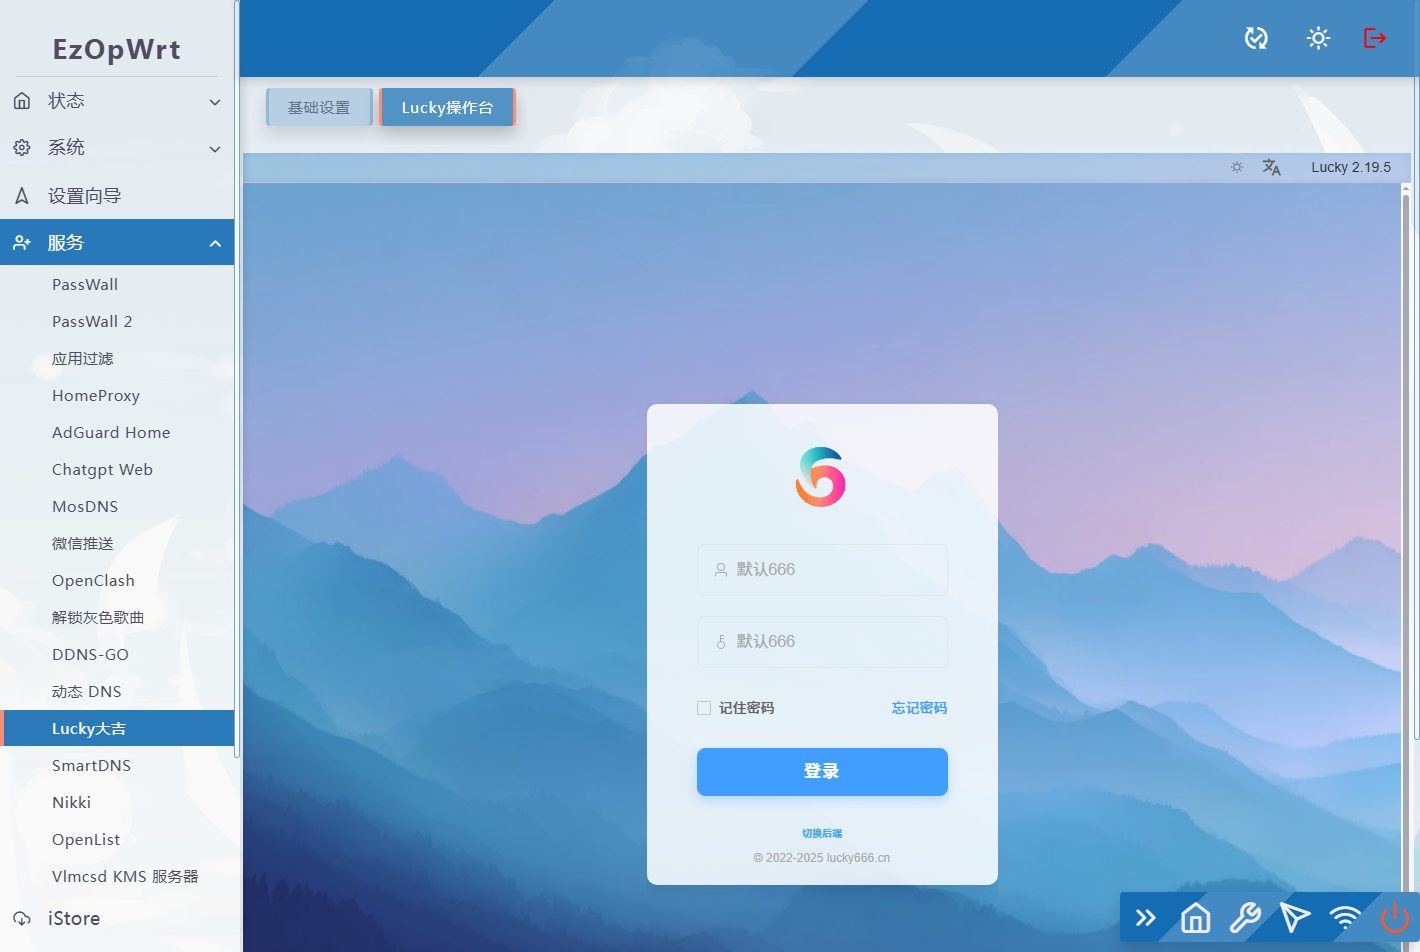 EzOpWrt
状态
系统
设置向导
服务
PassWall
PassWall 2
应用过滤
HomeProxy
AdGuard Home
Chatgpt Web
MosDNS
微信推送
OpenClash
解锁灰色歌曲
DDNS-GO
动态 DNS
Lucky大吉
SmartDNS
Nikki
OpenList
Vlmcsd KMS 服务器
iStore
基础设置
Lucky操作台
Lucky 2.19.5
默认666
默认666
记住密码
忘记密码
登录
切换后端
© 2022-2025 lucky666.cn